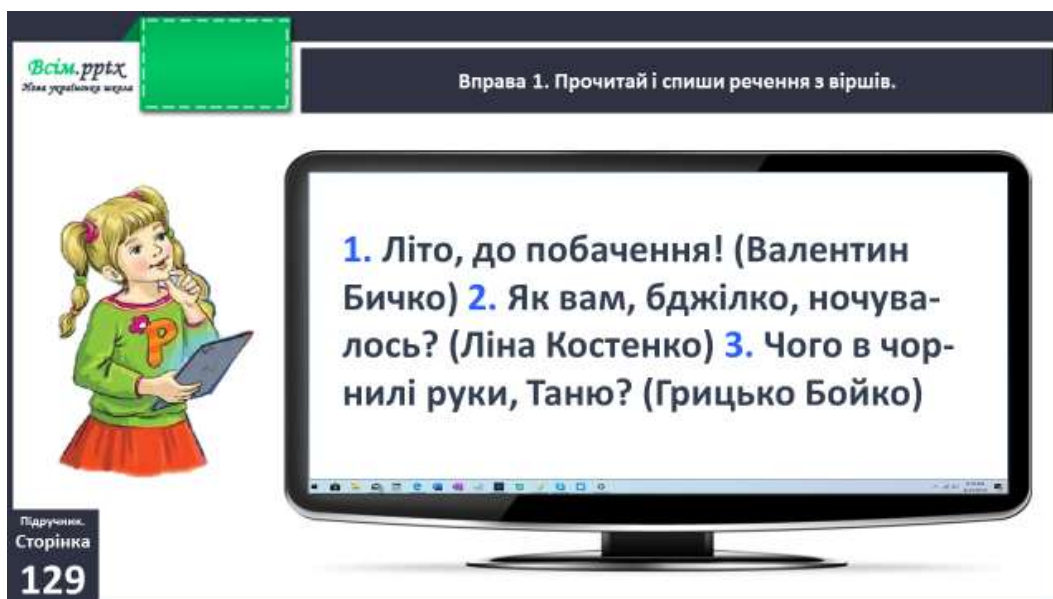 Всім.pptx
Нова українська школа
Вправа 1. Прочитай і спиши речення з віршів.
1. Літо, до побачення! (Валентин
Бичко) 2. Як вам, бджілко, ночува-
лось? (Ліна Костенко) 3. Чого в чор-
нилі руки, Таню? (Грицько Бойко)
Підручник.
Сторінка
129